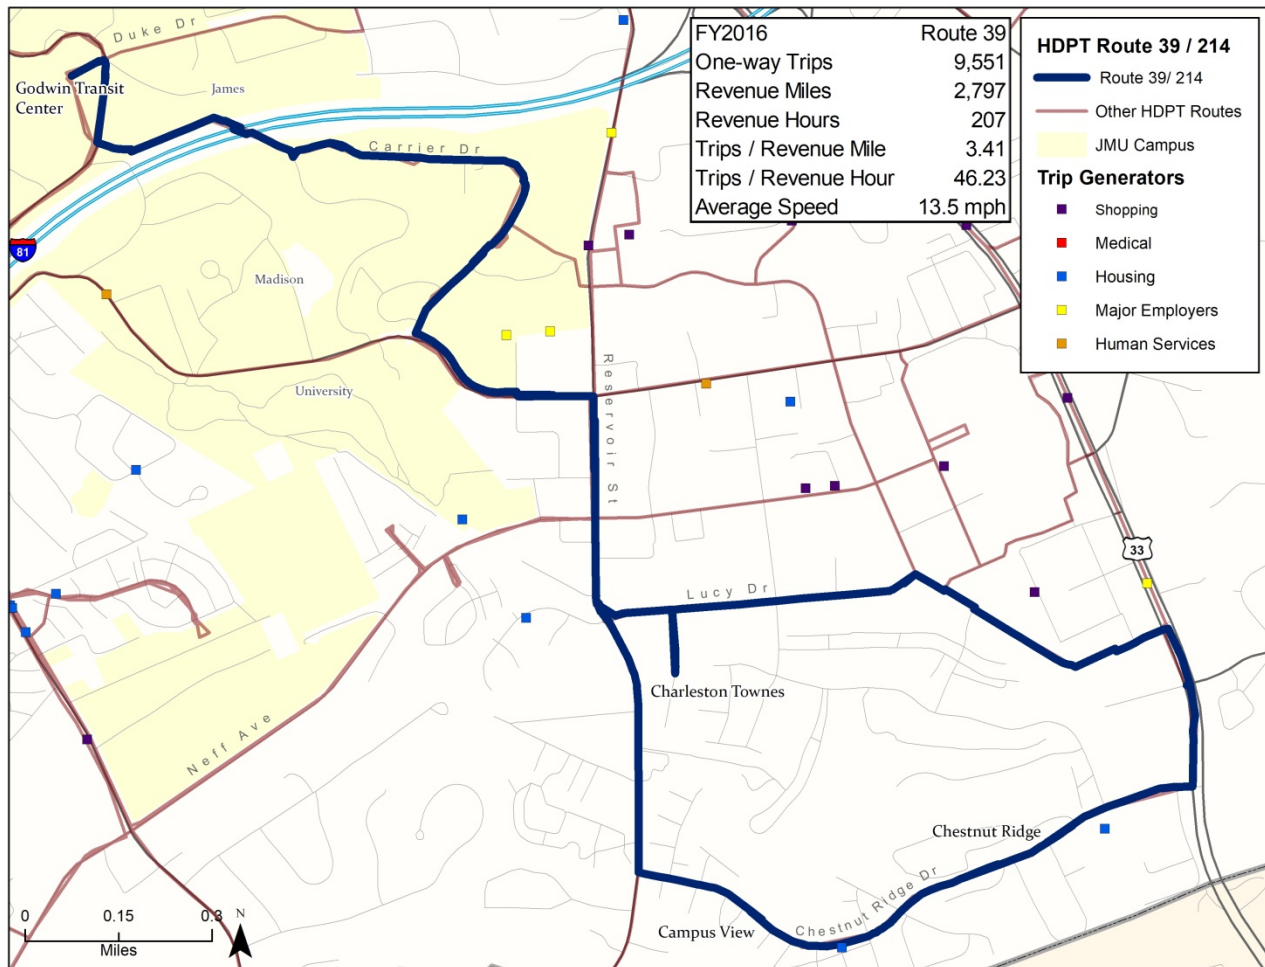 Duke Dr
Godwin Transit
Center
James
81
Carrier Dr
Madison
University
Reservoir St
FY2016 Route 39
One-way Trips 9,551
Revenue Miles 2,797
Revenue Hours 207
Trips / Revenue Mile 3.41
Trips / Revenue Hour 46.23
Average Speed 13.5 mph
HDPT Route 39 / 214
Route 39/ 214
Other HDPT Routes
JMU Campus
Trip Generators
Shopping
Medical
Housing
Major Employers
Human Services
33
Lucy Dr
Charleston Townes
Neff Ave
Chestnut Ridge
Chestnut Ridge Dr
Campus View
0 0.15 0.3
Miles
N